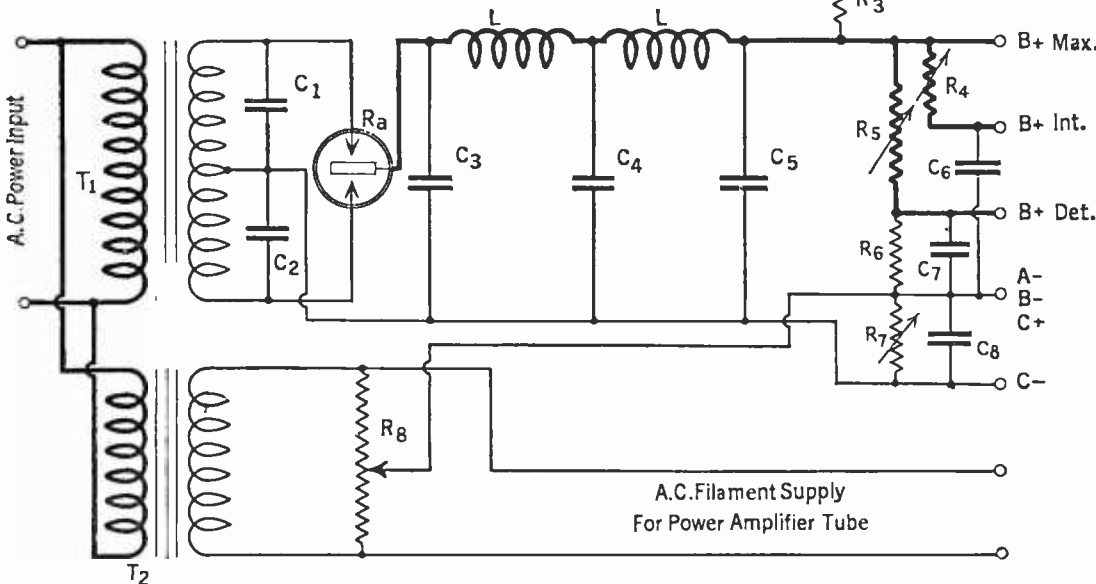 R3
L
L
B+ Max.
C1
R4
A.C.Power Input
Ra
R5
B+ Int.
C3
C4
C5
C6
T1
B+ Det.
C2
R6
C7
A-
B-
C+
R7
C8
C-
R8
A.C.Filament Supply
For Power Amplifier Tube
T2